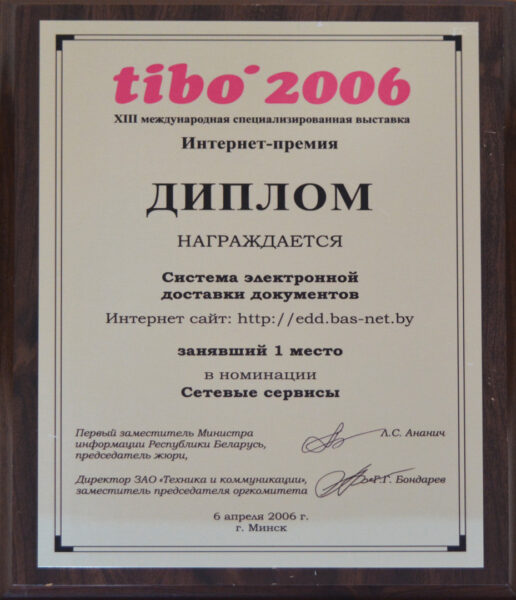 tibo'2006
XIII международная специализированная выставка
Интернет-премия
ДИПЛОМ
НАГРАЖДАЕТСЯ
Система электронной
доставки документов
Интернет сайт: http://edd.bas-net.by
занявший 1 место
в номинации
Сетевые сервисы
Первый заместитель Министра
информации Республики Беларусь,
председатель жюри,
Л.С. Ананич
Директор ЗАО «Техника и коммуникации»,
заместитель председателя оргкомитета
Бондарев
6 апреля 2006 г.
г. Минск